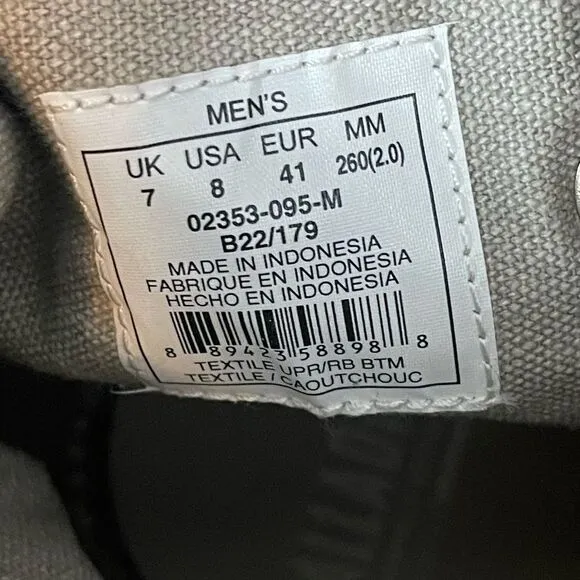 MEN'S
UK USA EUR MM
7 8 41 260(2.0)
02353-095-M
B22/179
MADE IN INDONESIA
FABRIQUE EN INDONESIA
HECHO EN INDONESIA
8 89423 58898 8
TEXTILE UPR/RB BTM
TEXTILE / CAOUTCHOUC